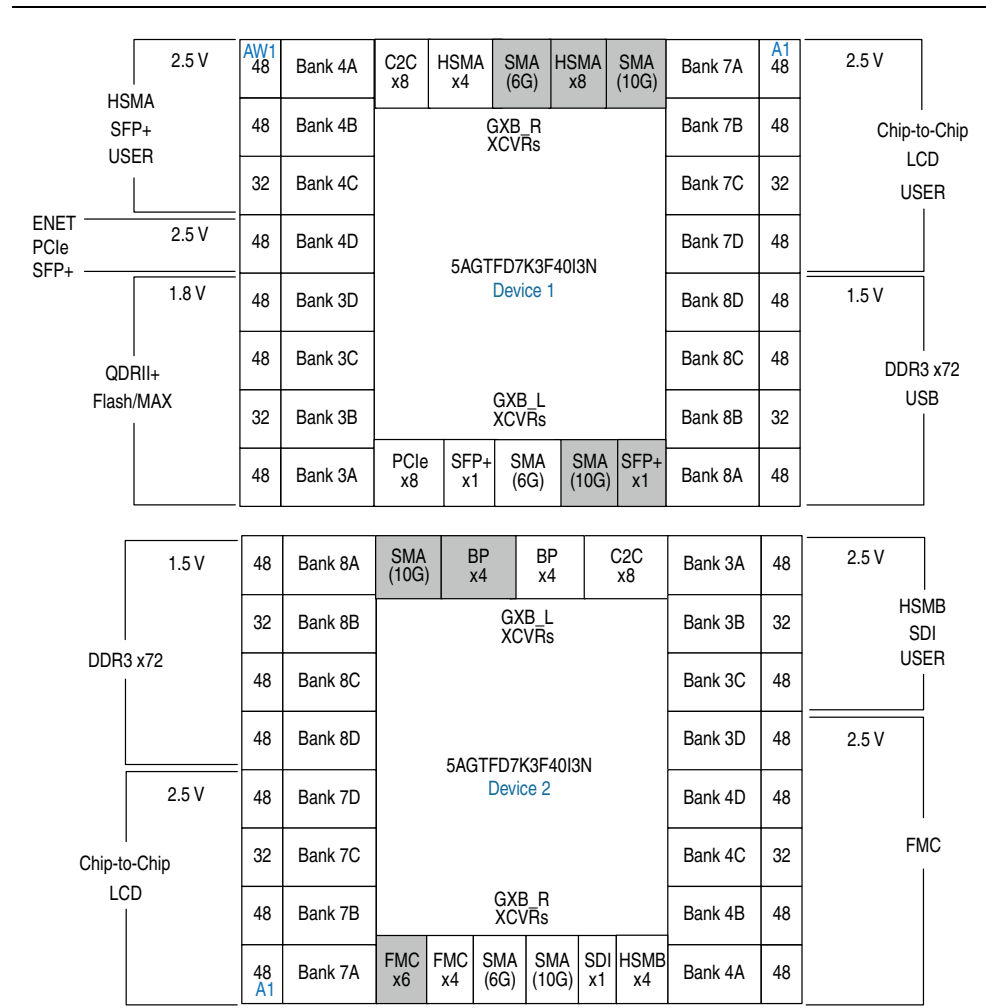 2.5 V
AW1
48
Bank 4A
C2C
x8
HSMA
x4
SMA
(6G)
HSMA
x8
SMA
(10G)
Bank 7A
A1
48
2.5 V
HSMA
SFP+
USER
48
Bank 4B
GXB_R
XCVRs
Bank 7B
48
Chip-to-Chip
LCD
USER
32
Bank 4C
Bank 7C
32
ENET
PCIe
SFP+
2.5 V
48
Bank 4D
Bank 7D
48
5AGTFD7K3F40I3N
Device 1
1.8 V
48
Bank 3D
Bank 8D
48
1.5 V
QDRII+
Flash/MAX
48
Bank 3C
Bank 8C
48
DDR3 x72
USB
32
Bank 3B
GXB_L
XCVRs
Bank 8B
32
48
Bank 3A
PCIe
x8
SFP+
x1
SMA
(6G)
SMA
(10G)
SFP+
x1
Bank 8A
48
1.5 V
48
Bank 8A
SMA
(10G)
BP
x4
BP
x4
C2C
x8
Bank 3A
48
2.5 V
32
Bank 8B
GXB_L
XCVRs
Bank 3B
32
HSMB
SDI
USER
DDR3 x72
48
Bank 8C
Bank 3C
48
48
Bank 8D
Bank 3D
48
2.5 V
5AGTFD7K3F40I3N
Device 2
2.5 V
48
Bank 7D
Bank 4D
48
Chip-to-Chip
LCD
32
Bank 7C
Bank 4C
32
FMC
48
Bank 7B
GXB_R
XCVRs
Bank 4B
48
48
A1
Bank 7A
FMC
x6
FMC
x4
SMA
(6G)
SMA
(10G)
SDI
x1
HSMB
x4
Bank 4A
48